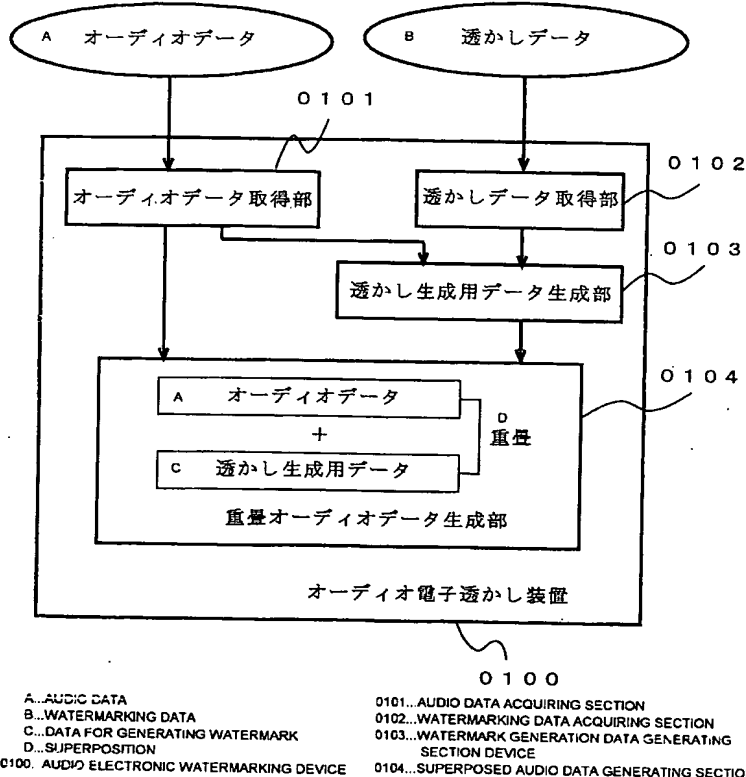 A オーディオデータ
B 透かしデータ
0101
オーディオデータ取得部
0102
透かしデータ取得部
0103
透かし生成用データ生成部
0104
A オーディオデータ
+
D 重畳
C 透かし生成用データ
重畳オーディオデータ生成部
オーディオ電子透かし装置
0100
A...AUDIO DATA
B...WATERMARKING DATA
C...DATA FOR GENERATING WATERMARK
D...SUPERPOSITION
0100. AUDIO ELECTRONIC WATERMARKING DEVICE
0101...AUDIO DATA ACQUIRING SECTION
0102...WATERMARKING DATA ACQUIRING SECTION
0103...WATERMARK GENERATION DATA GENERATING
SECTION DEVICE
0104...SUPERPOSED AUDIO DATA GENERATING SECTIO